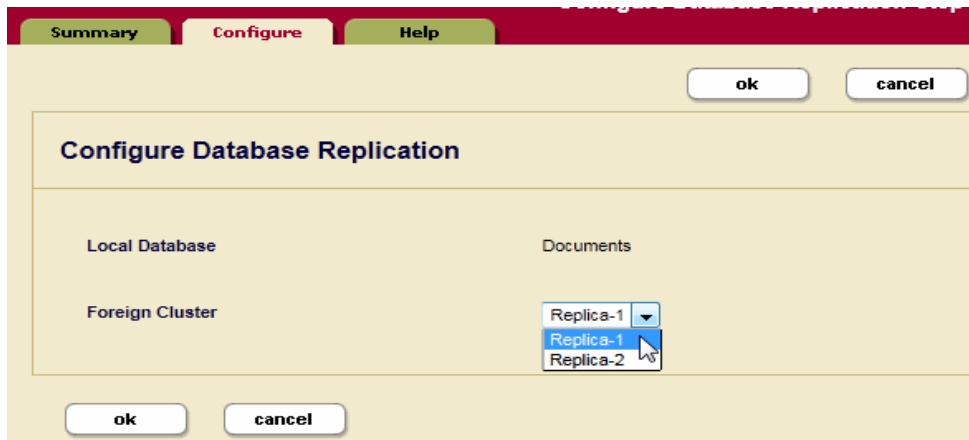 Summary Configure Help
ok cancel
Configure Database Replication
Local Database Documents
Foreign Cluster Replica-1
Replica-1
Replica-2
ok cancel